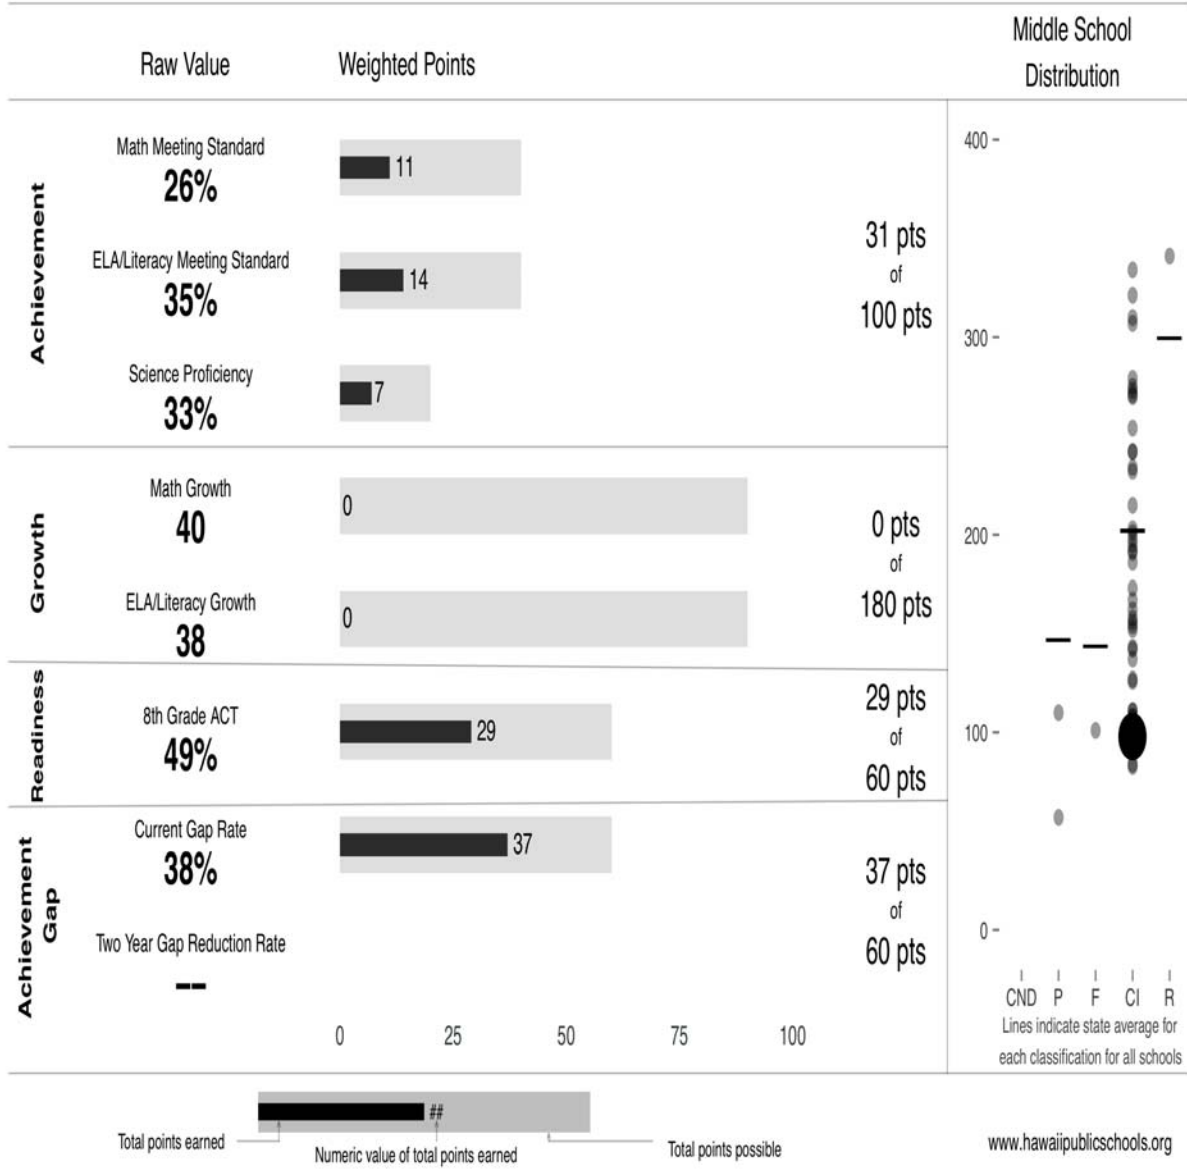 Raw Value
Weighted Points
Middle School
Distribution
Achievement
Math Meeting Standard
26%
11
ELA/Literacy Meeting Standard
35%
14
Science Proficiency
33%
7
31 pts
of
100 pts
Growth
Math Growth
40
0
ELA/Literacy Growth
38
0
0 pts
of
180 pts
Readiness
8th Grade ACT
49%
29
29 pts
of
60 pts
Achievement
Gap
Current Gap Rate
38%
37
Two Year Gap Reduction Rate
--
37 pts
of
60 pts
0 25 50 75 100
400
300
200
100
0
CND P F CI R
Lines indicate state average for
each classification for all schools
##
Total points earned
Numeric value of total points earned
Total points possible
www.hawaiipublicschools.org